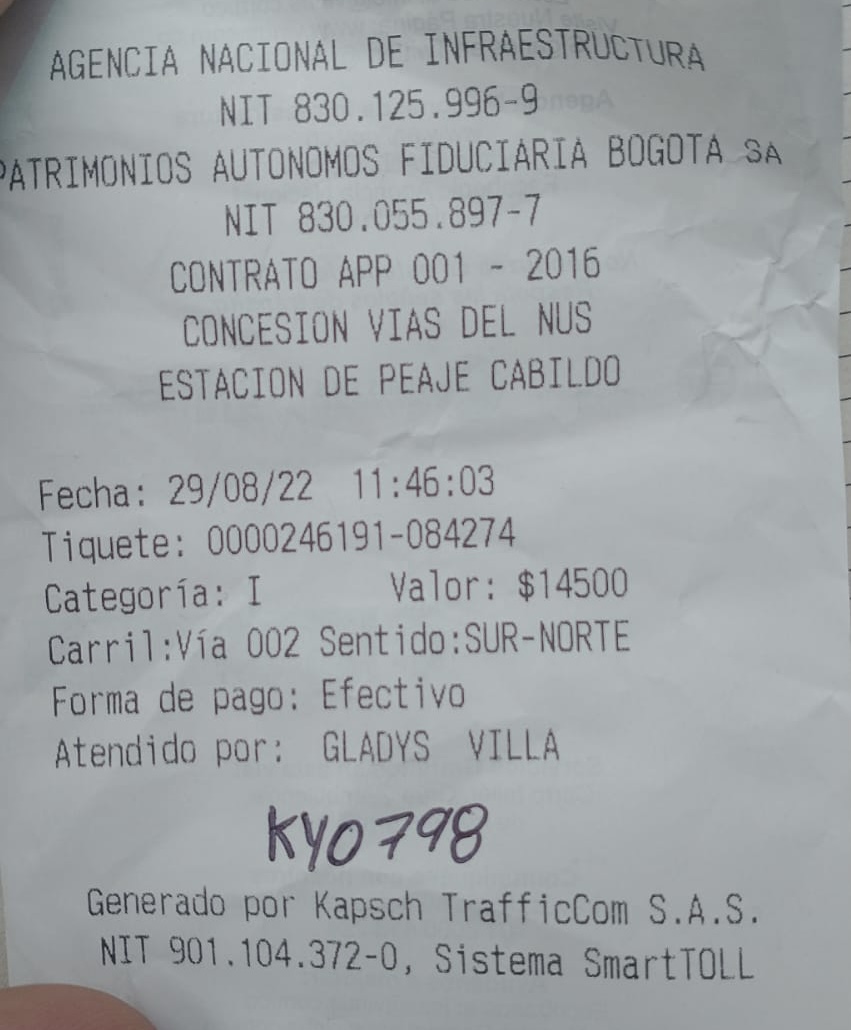 AGENCIA NACIONAL DE INFRAESTRUCTURA
NIT 830.125.996-9
PATRIMONIOS AUTONOMOS FIDUCIARIA BOGOTA SA
NIT 830.055.897-7
CONTRATO APP 001 - 2016
CONCESION VIAS DEL NUS
ESTACION DE PEAJE CABILDO
Fecha: 29/08/22 11:46:03
Tiquete: 0000246191-084274
Categoría: I Valor: $14500
Carril:Vía 002 Sentido:SUR-NORTE
Forma de pago: Efectivo
Atendido por: GLADYS VILLA
KYO798
Generado por Kapsch TrafficCom S.A.S.
NIT 901.104.372-0, Sistema SmartTOLL